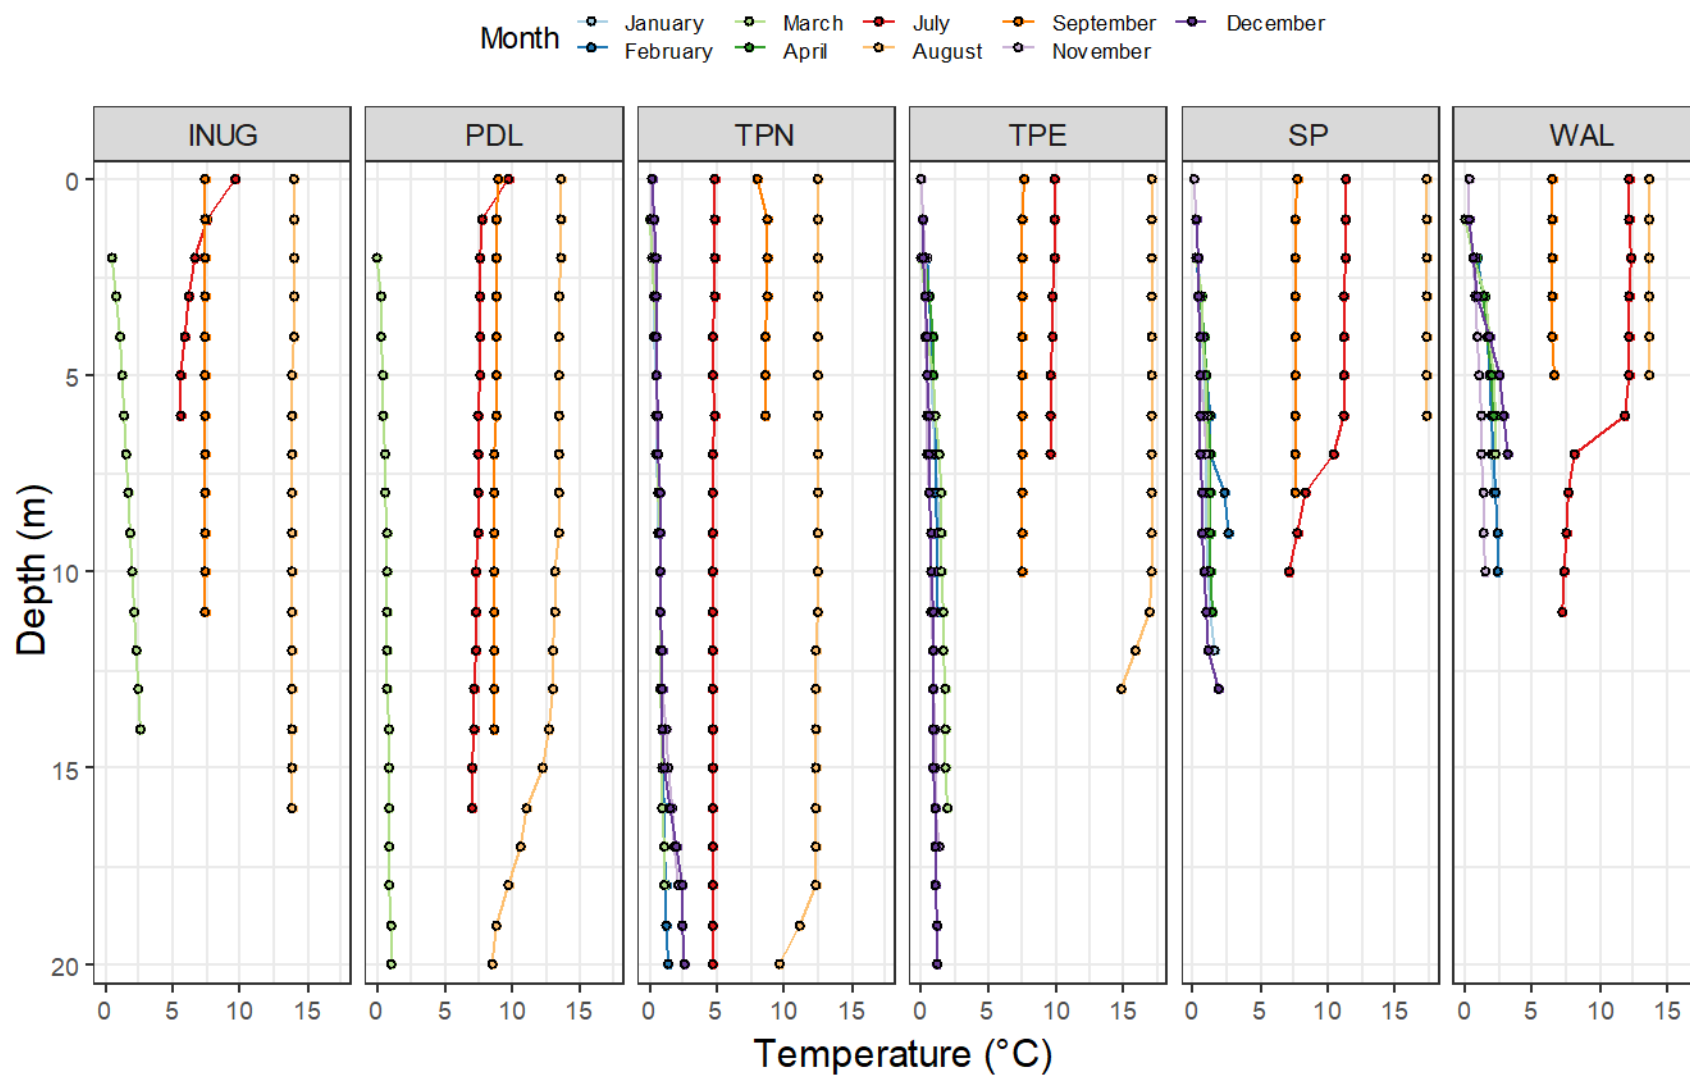 Month
January March July September December
February April August November
INUG PDL TPN TPE SP WAL
0
5
10
15
20
Depth (m)
0 5 10 15 0 5 10 15 0 5 10 15 0 5 10 15 0 5 10 15 0 5 10 15
Temperature (°C)